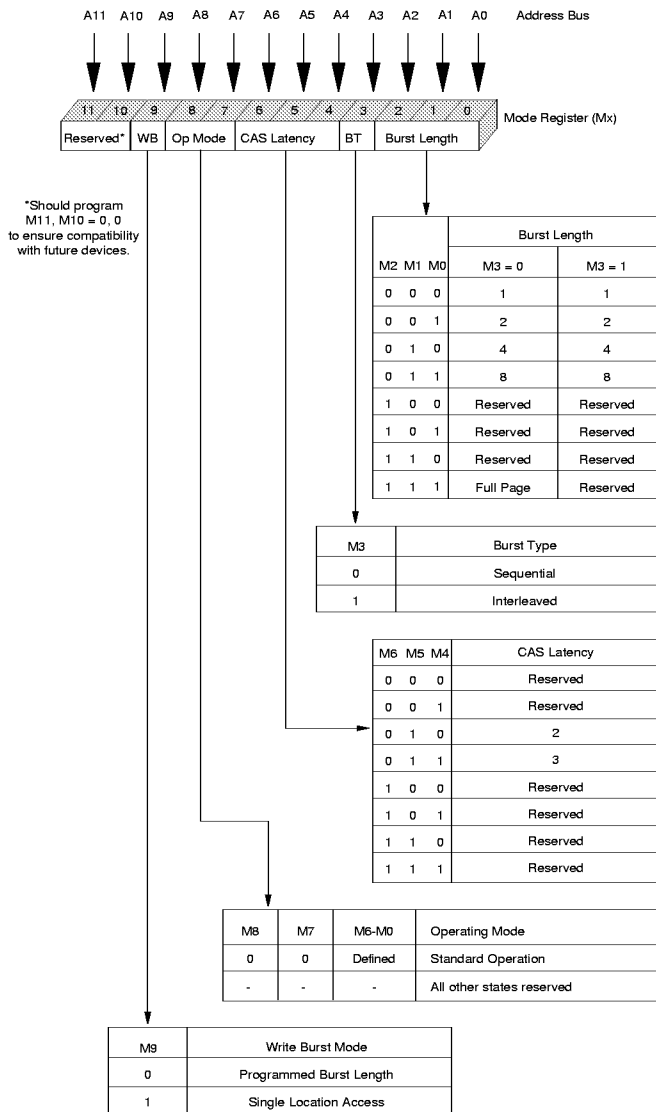 A11 A10 A9 A8 A7 A6 A5 A4 A3 A2 A1 A0 Address Bus
11 10 9 8 7 6 5 4 3 2 1 0
Mode Register (Mx)
Reserved* WB Op Mode CAS Latency BT Burst Length
*Should program
M11, M10 = 0, 0
to ensure compatibility
with future devices.
Burst Length
M2 M1 M0 M3 = 0 M3 = 1
0 0 0 1 1
0 0 1 2 2
0 1 0 4 4
0 1 1 8 8
1 0 0 Reserved Reserved
1 0 1 Reserved Reserved
1 1 0 Reserved Reserved
1 1 1 Full Page Reserved
M3 Burst Type
0 Sequential
1 Interleaved
M6 M5 M4 CAS Latency
0 0 0 Reserved
0 0 1 Reserved
0 1 0 2
0 1 1 3
1 0 0 Reserved
1 0 1 Reserved
1 1 0 Reserved
1 1 1 Reserved
M8 M7 M6-M0 Operating Mode
0 0 Defined Standard Operation
- - - All other states reserved
M9 Write Burst Mode
0 Programmed Burst Length
1 Single Location Access